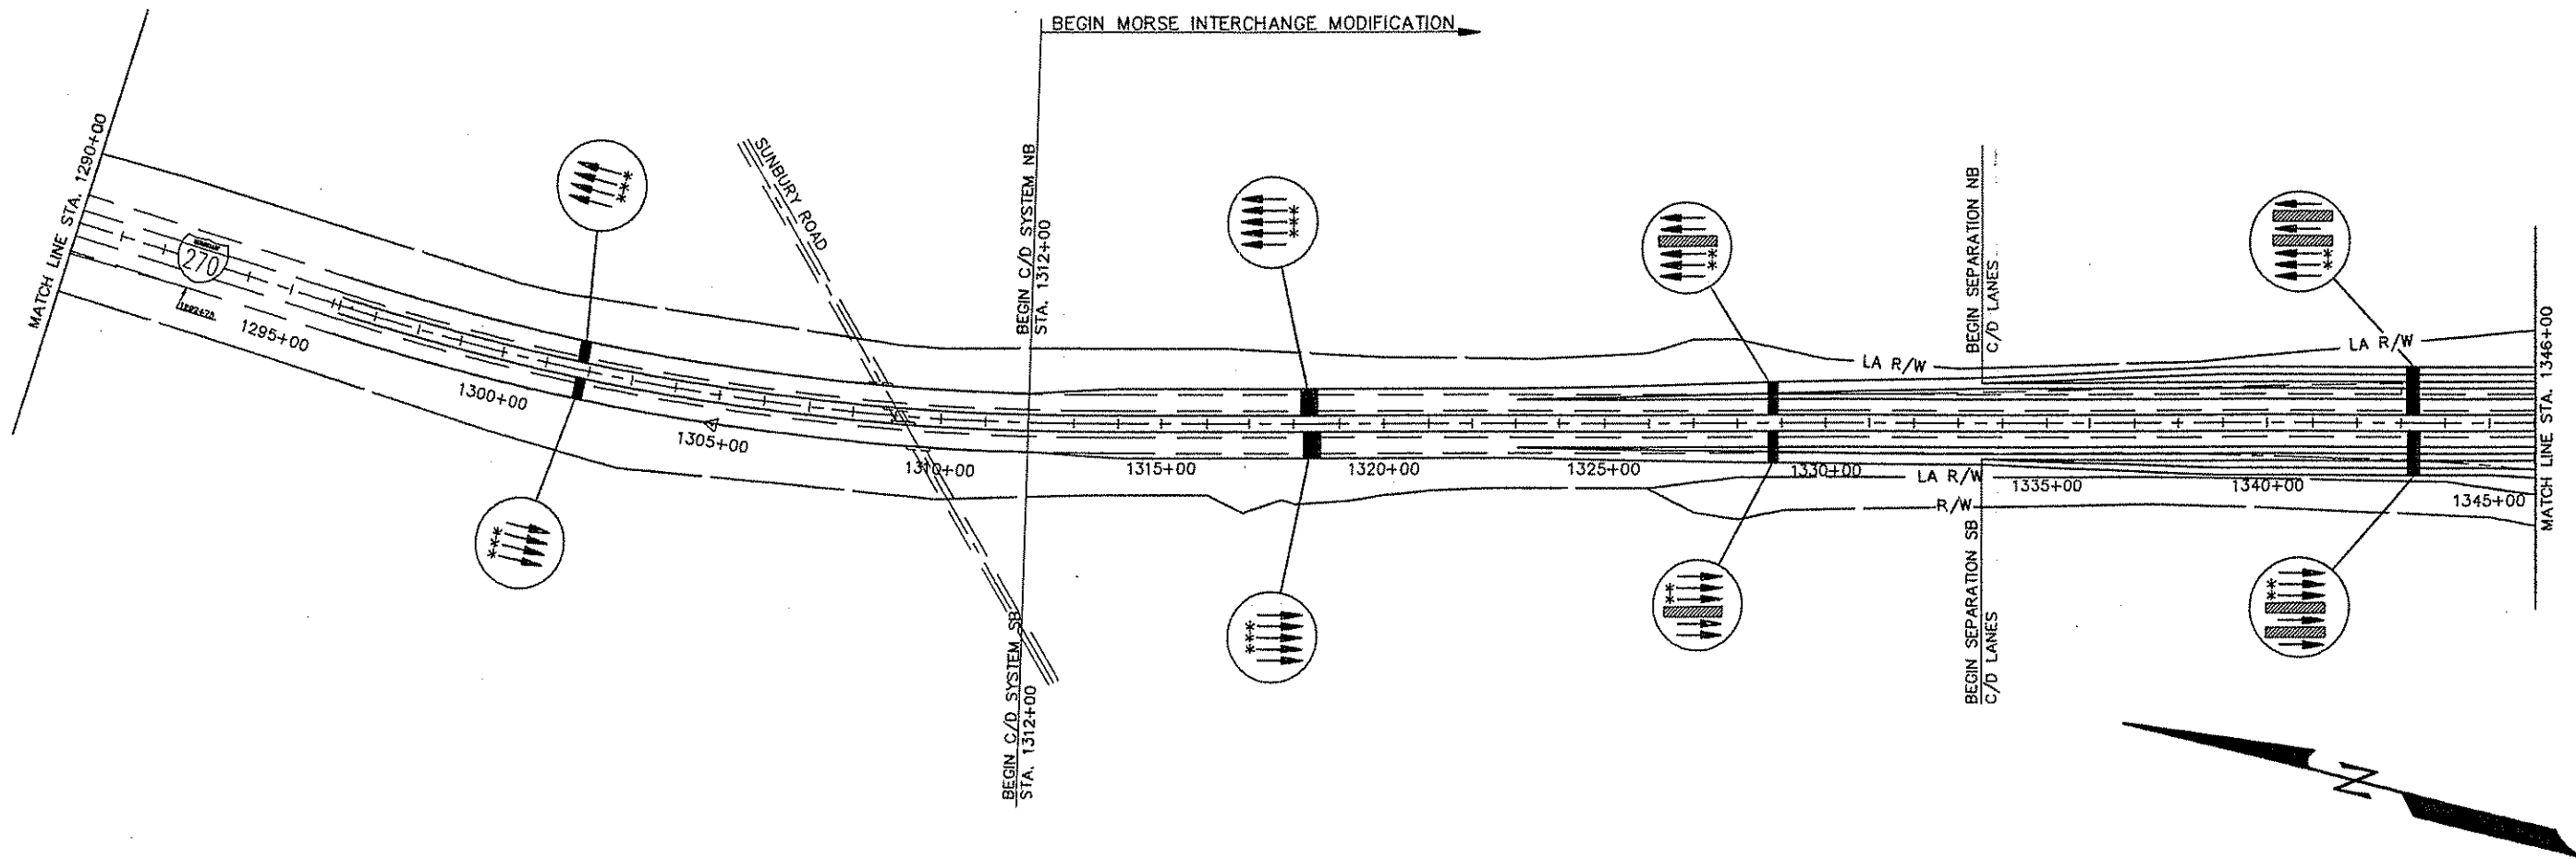 BEGIN MORSE INTERCHANGE MODIFICATION
MATCH LINE STA. 1290+00
270
SUNBURY ROAD
BEGIN C/D SYSTEM NB
STA. 1312+00
BEGIN SEPARATION NB
C/D LANES
LA R/W
LA R/W
MATCH LINE STA. 1346+00
1295+00
1300+00
1305+00
1310+00
1315+00
1320+00
1325+00
1330+00
1335+00
1340+00
1345+00
LA R/W
R/W
BEGIN C/D SYSTEM SB
STA. 1312+00
BEGIN SEPARATION SB
C/D LANES
***
***
***
**
**
***
***
**
**
N